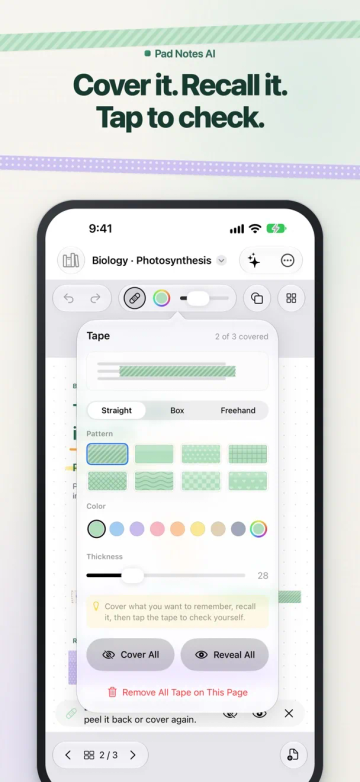 Pad Notes AI
Cover it. Recall it.
Tap to check.
9:41
Biology · Photosynthesis
Tape
2 of 3 covered
Straight
Box
Freehand
Pattern
Color
Thickness
28
Cover what you want to remember, recall
it, then tap the tape to check yourself.
Cover All
Reveal All
Remove All Tape on This Page
peel it back or cover again.
2 / 3